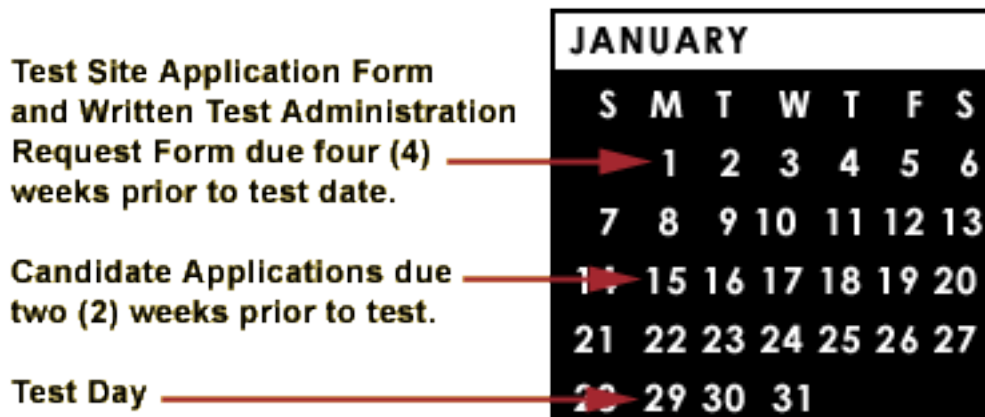 Test Site Application Form
and Written Test Administration
Request Form due four (4)
weeks prior to test date.
Candidate Applications due
two (2) weeks prior to test.
Test Day
JANUARY
S M T W T F S
1 2 3 4 5 6
7 8 9 10 11 12 13
14 15 16 17 18 19 20
21 22 23 24 25 26 27
28 29 30 31